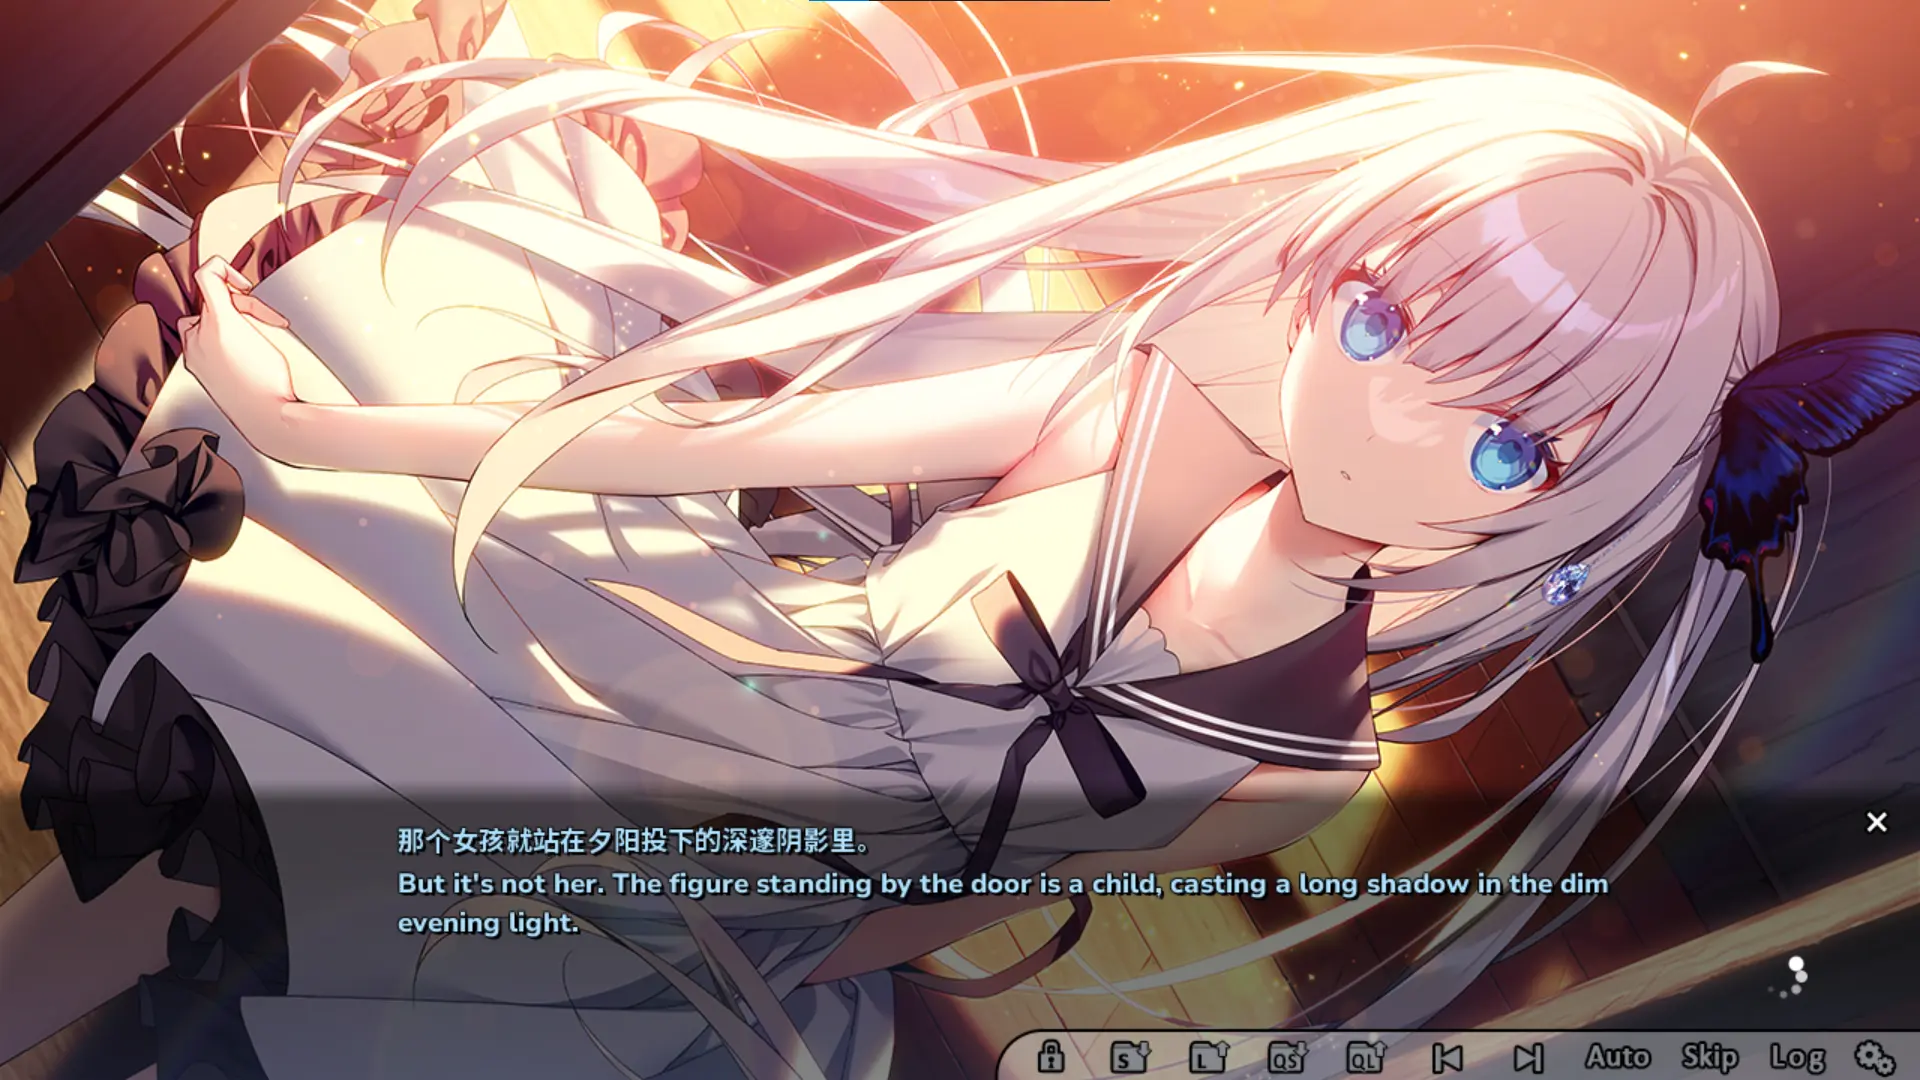 那个女孩就站在夕阳投下的深邃阴影里。
But it's not her. The figure standing by the door is a child, casting a long shadow in the dim
evening light.
S L QS QL Auto Skip Log